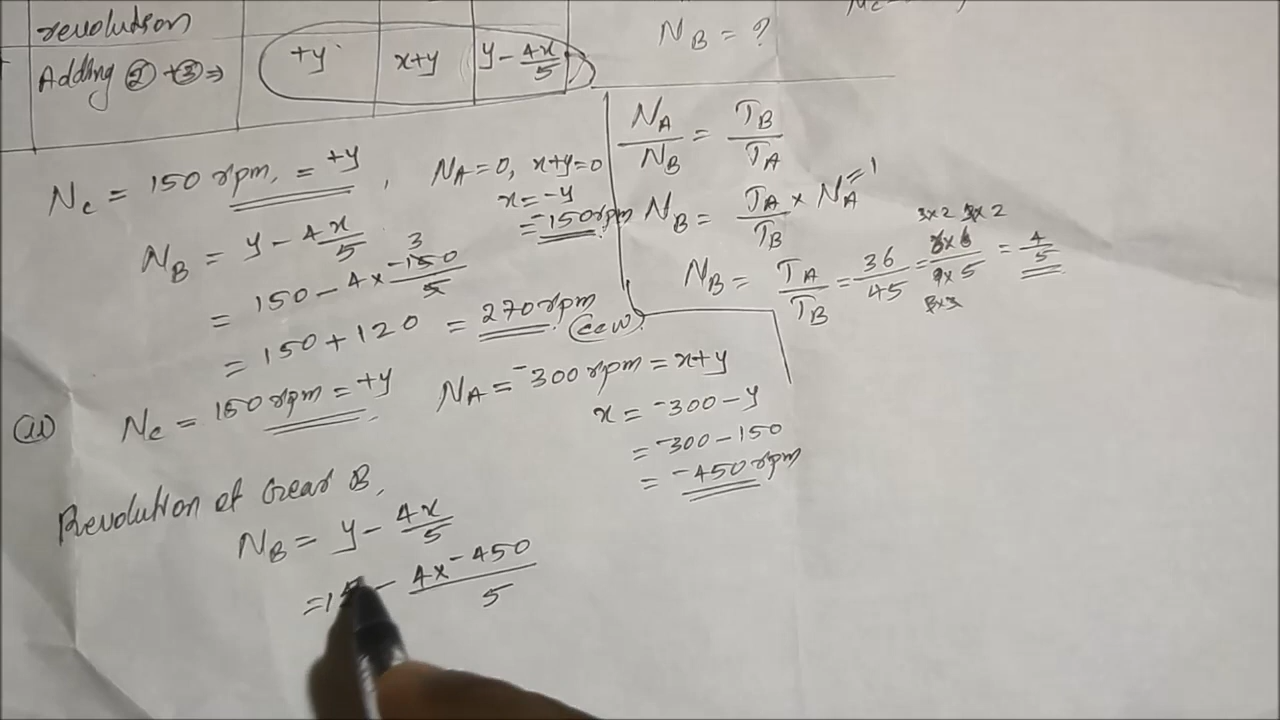 revolution
Adding ② + ③ ⇒ +y x+y y - 4x/5
N_B = ?
N_C = 150 rpm. = +y, N_A = 0, x+y = 0
x = -y
= -150 rpm
N_B = y - 4x/5
= 150 - 4 x -150/5 3
= 150 + 120 = 270 rpm. (ccw)
N_A/N_B = T_B/T_A
N_B = T_A/T_B x N_A = 1
N_B = T_A/T_B = 36/45 = 6x6/9x5 = 4/5
3x2 3x2
3x3
(ii) N_C = 150 rpm = +y N_A = -300 rpm = x+y
x = -300 - y
= -300 - 150
= -450 rpm
Revolution of Gear B,
N_B = y - 4x/5
= 15 - 4x -450/5